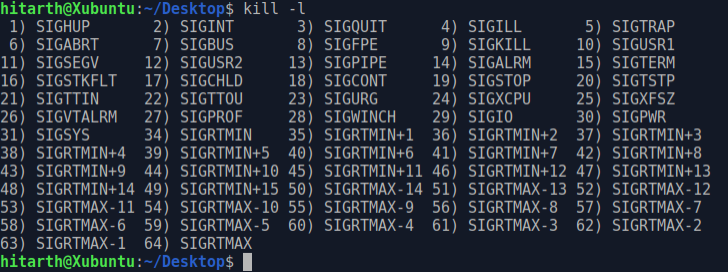 hitarth@Xubuntu:~/Desktop$ kill -l
1) SIGHUP 2) SIGINT 3) SIGQUIT 4) SIGILL 5) SIGTRAP
6) SIGABRT 7) SIGBUS 8) SIGFPE 9) SIGKILL 10) SIGUSR1
11) SIGSEGV 12) SIGUSR2 13) SIGPIPE 14) SIGALRM 15) SIGTERM
16) SIGSTKFLT 17) SIGCHLD 18) SIGCONT 19) SIGSTOP 20) SIGTSTP
21) SIGTTIN 22) SIGTTOU 23) SIGURG 24) SIGXCPU 25) SIGXFSZ
26) SIGVTALRM 27) SIGPROF 28) SIGWINCH 29) SIGIO 30) SIGPWR
31) SIGSYS 34) SIGRTMIN 35) SIGRTMIN+1 36) SIGRTMIN+2 37) SIGRTMIN+3
38) SIGRTMIN+4 39) SIGRTMIN+5 40) SIGRTMIN+6 41) SIGRTMIN+7 42) SIGRTMIN+8
43) SIGRTMIN+9 44) SIGRTMIN+10 45) SIGRTMIN+11 46) SIGRTMIN+12 47) SIGRTMIN+13
48) SIGRTMIN+14 49) SIGRTMIN+15 50) SIGRTMAX-14 51) SIGRTMAX-13 52) SIGRTMAX-12
53) SIGRTMAX-11 54) SIGRTMAX-10 55) SIGRTMAX-9 56) SIGRTMAX-8 57) SIGRTMAX-7
58) SIGRTMAX-6 59) SIGRTMAX-5 60) SIGRTMAX-4 61) SIGRTMAX-3 62) SIGRTMAX-2
63) SIGRTMAX-1 64) SIGRTMAX
hitarth@Xubuntu:~/Desktop$